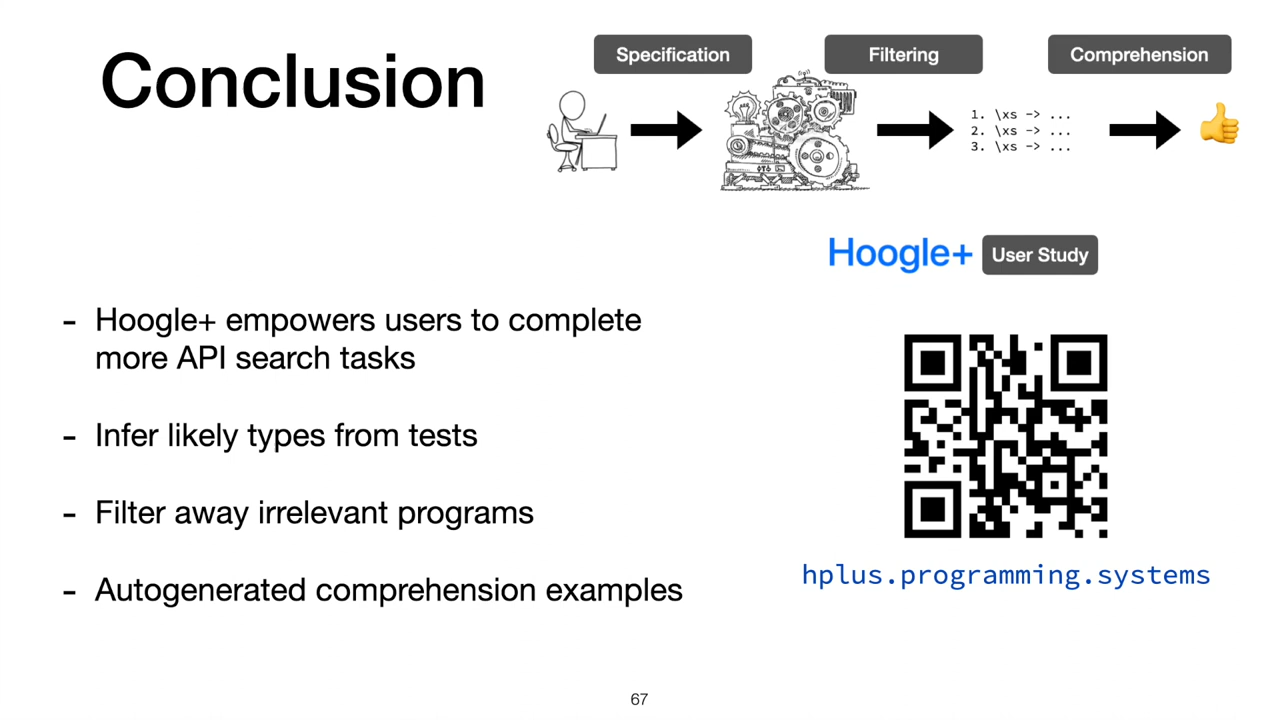 Conclusion
Specification
Filtering
Comprehension
1. \xs -> ...
2. \xs -> ...
3. \xs -> ...
Hoogle+ User Study
- Hoogle+ empowers users to complete
more API search tasks
- Infer likely types from tests
- Filter away irrelevant programs
- Autogenerated comprehension examples
hplus.programming.systems
67